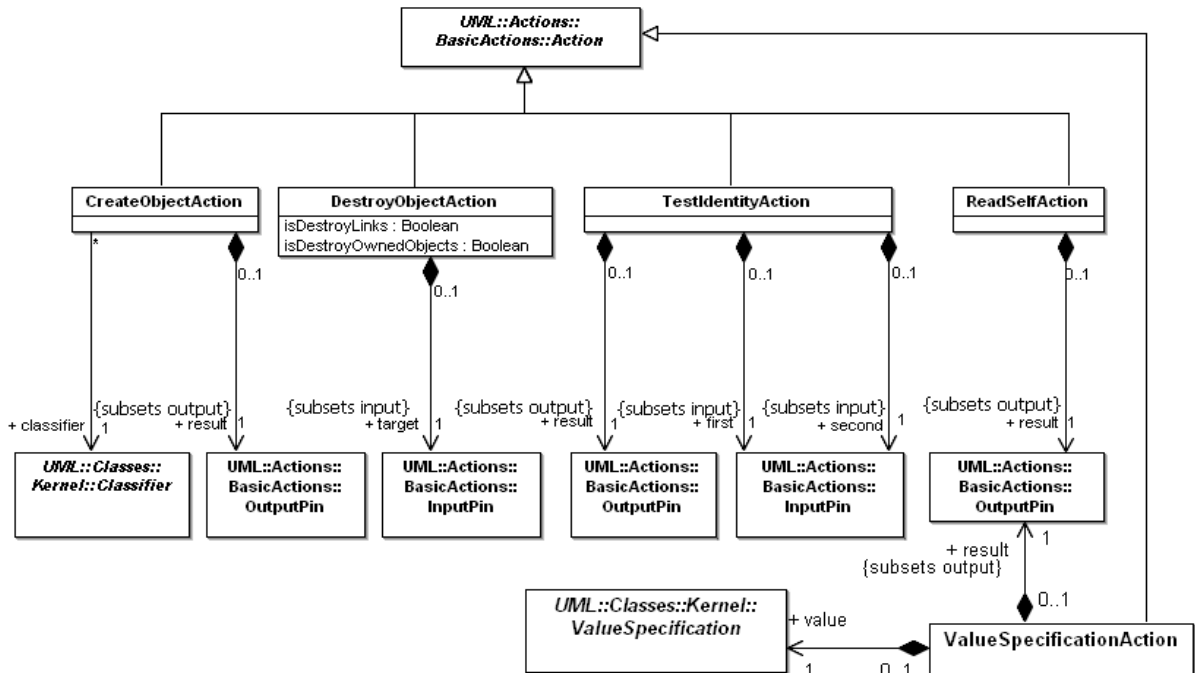 UML::Actions::
BasicActions::Action
CreateObjectAction
DestroyObjectAction
isDestroyLinks : Boolean
isDestroyOwnedObjects : Boolean
TestIdentityAction
ReadSelfAction
*
0..1
0..1
0..1
0..1
0..1
0..1
+ classifier
1
{subsets output}
+ result
1
{subsets input}
+ target
1
{subsets output}
+ result
1
{subsets input}
+ first
1
{subsets input}
+ second
1
{subsets output}
+ result
1
UML::Classes::
Kernel::Classifier
UML::Actions::
BasicActions::
OutputPin
UML::Actions::
BasicActions::
InputPin
UML::Actions::
BasicActions::
OutputPin
UML::Actions::
BasicActions::
InputPin
UML::Actions::
BasicActions::
OutputPin
+ result
1
{subsets output}
0..1
UML::Classes::Kernel::
ValueSpecification
+ value
1
0..1
ValueSpecificationAction